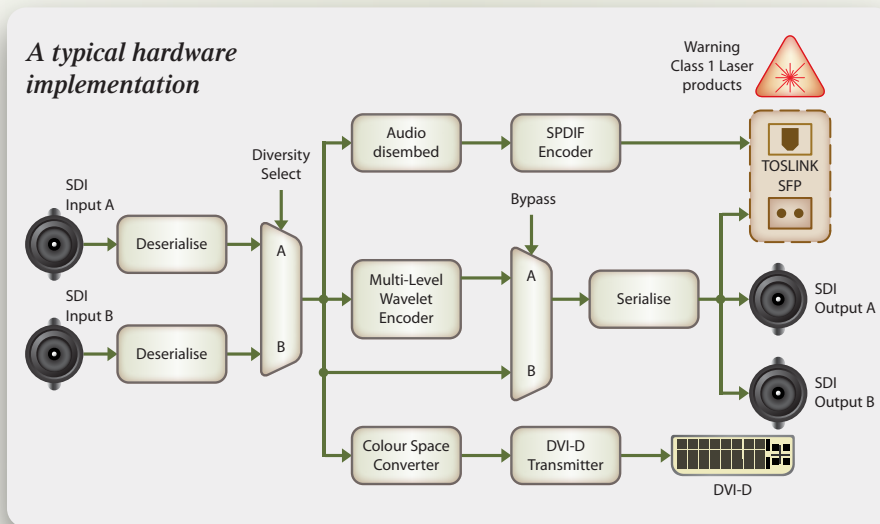 A typical hardware
implementation
Warning
Class 1 Laser
products
Audio
disembed
SPDIF
Encoder
TOSLINK
SFP
Diversity
Select
SDI
Input A
Deserialise
A
Bypass
Multi-Level
Wavelet
Encoder
A
Serialise
SDI
Output A
SDI
Input B
Deserialise
B
B
SDI
Output B
Colour Space
Converter
DVI-D
Transmitter
DVI-D